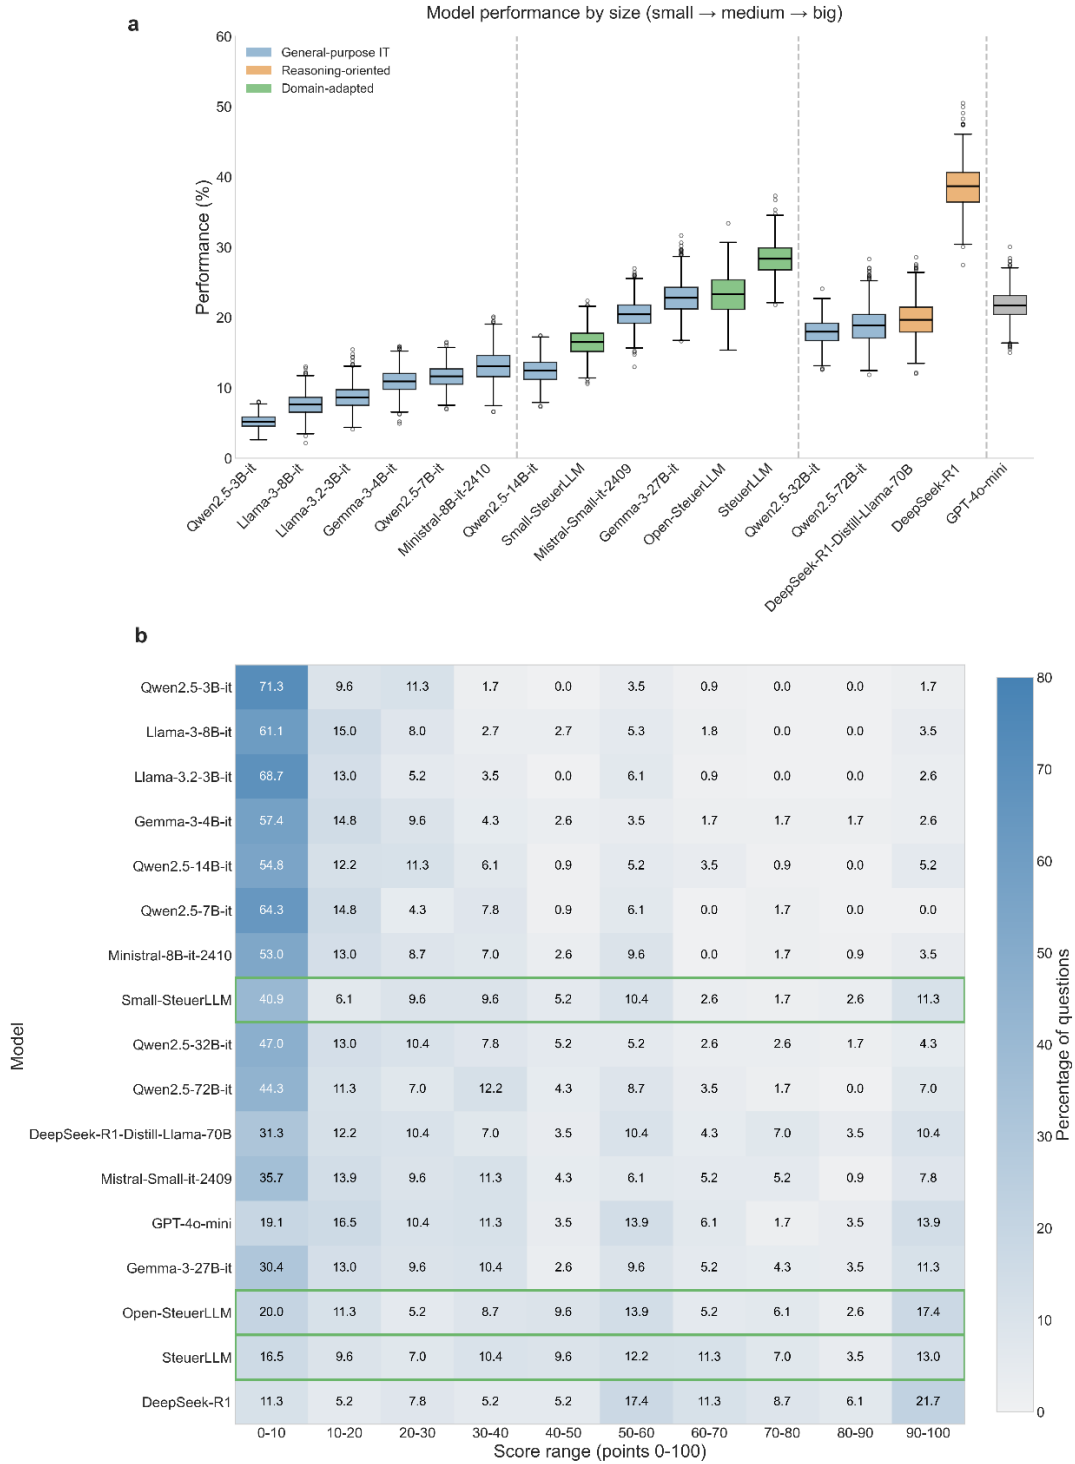 a
Model performance by size (small → medium → big)
General-purpose IT
Reasoning-oriented
Domain-adapted
Performance (%)
60
50
40
30
20
10
0
Qwen2.5-3B-it
Llama-3-8B-it
Llama-3.2-3B-it
Gemma-3-4B-it
Qwen2.5-7B-it
Ministral-8B-it-2410
Qwen2.5-14B-it
Small-SteuerLLM
Mistral-Small-it-2409
Gemma-3-27B-it
Open-SteuerLLM
SteuerLLM
Qwen2.5-32B-it
Qwen2.5-72B-it
DeepSeek-R1-Distill-Llama-70B
DeepSeek-R1
GPT-4o-mini
b
Model
Qwen2.5-3B-it 71.3 9.6 11.3 1.7 0.0 3.5 0.9 0.0 0.0 1.7
Llama-3-8B-it 61.1 15.0 8.0 2.7 2.7 5.3 1.8 0.0 0.0 3.5
Llama-3.2-3B-it 68.7 13.0 5.2 3.5 0.0 6.1 0.9 0.0 0.0 2.6
Gemma-3-4B-it 57.4 14.8 9.6 4.3 2.6 3.5 1.7 1.7 1.7 2.6
Qwen2.5-14B-it 54.8 12.2 11.3 6.1 0.9 5.2 3.5 0.9 0.0 5.2
Qwen2.5-7B-it 64.3 14.8 4.3 7.8 0.9 6.1 0.0 1.7 0.0 0.0
Ministral-8B-it-2410 53.0 13.0 8.7 7.0 2.6 9.6 0.0 1.7 0.9 3.5
Small-SteuerLLM 40.9 6.1 9.6 9.6 5.2 10.4 2.6 1.7 2.6 11.3
Qwen2.5-32B-it 47.0 13.0 10.4 7.8 5.2 5.2 2.6 2.6 1.7 4.3
Qwen2.5-72B-it 44.3 11.3 7.0 12.2 4.3 8.7 3.5 1.7 0.0 7.0
DeepSeek-R1-Distill-Llama-70B 31.3 12.2 10.4 7.0 3.5 10.4 4.3 7.0 3.5 10.4
Mistral-Small-it-2409 35.7 13.9 9.6 11.3 4.3 6.1 5.2 5.2 0.9 7.8
GPT-4o-mini 19.1 16.5 10.4 11.3 3.5 13.9 6.1 1.7 3.5 13.9
Gemma-3-27B-it 30.4 13.0 9.6 10.4 2.6 9.6 5.2 4.3 3.5 11.3
Open-SteuerLLM 20.0 11.3 5.2 8.7 9.6 13.9 5.2 6.1 2.6 17.4
SteuerLLM 16.5 9.6 7.0 10.4 9.6 12.2 11.3 7.0 3.5 13.0
DeepSeek-R1 11.3 5.2 7.8 5.2 5.2 17.4 11.3 8.7 6.1 21.7
0-10 10-20 20-30 30-40 40-50 50-60 60-70 70-80 80-90 90-100
Score range (points 0-100)
80
70
60
50
40
30
20
10
0
Percentage of questions